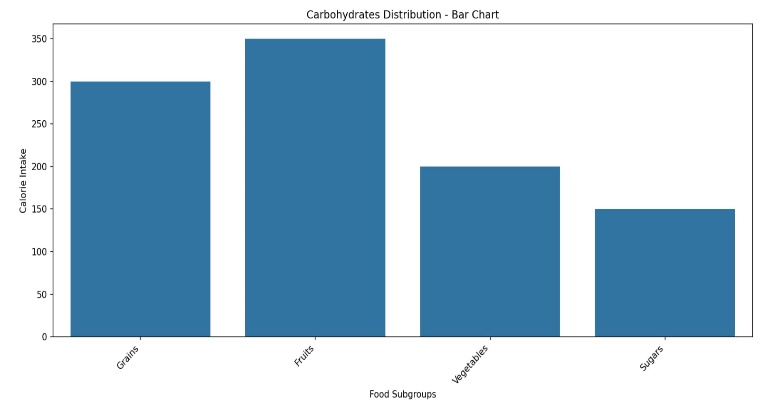 Carbohydrates Distribution - Bar Chart
Calorie Intake
350
300
250
200
150
100
50
0
Grains
Fruits
Vegetables
Sugars
Food Subgroups